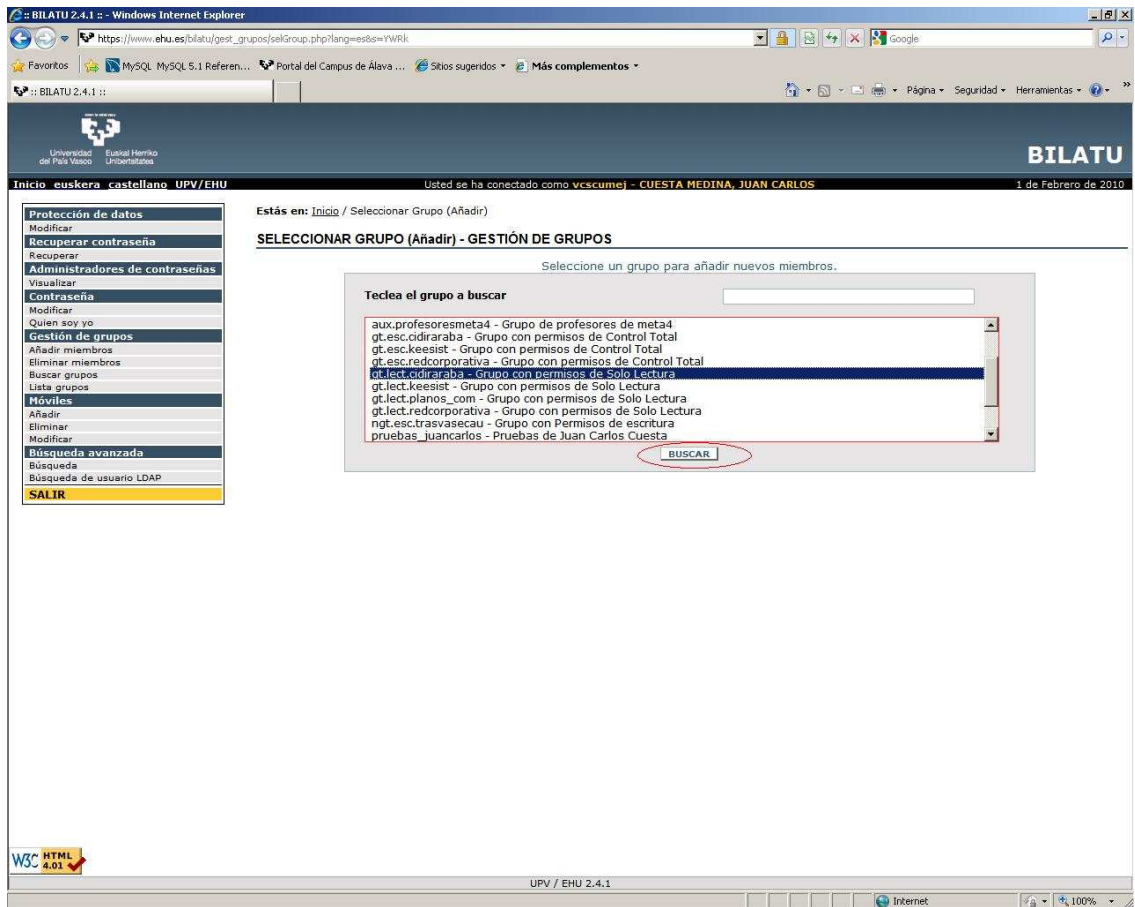 :: BILATU 2.4.1 :: - Windows Internet Explorer
https://www.ehu.es/bilatu/gest_grupos/selGroup.php?lang=es&s=YWRk
Google
Favoritos MySQL MySQL 5.1 Referen... Portal del Campus de Álava ... Sitios sugeridos Más complementos
:: BILATU 2.4.1 ::
Página Seguridad Herramientas »
Universidad del País Vasco
Euskal Herriko Unibertsitatea
BILATU
Inicio euskera castellano UPV/EHU
Usted se ha conectado como vcscumej - CUESTA MEDINA, JUAN CARLOS
1 de Febrero de 2010
Protección de datos
Modificar
Recuperar contraseña
Recuperar
Administradores de contraseñas
Visualizar
Contraseña
Modificar
Quien soy yo
Gestión de grupos
Añadir miembros
Eliminar miembros
Buscar grupos
Lista grupos
Móviles
Añadir
Eliminar
Modificar
Búsqueda avanzada
Búsqueda
Búsqueda de usuario LDAP
SALIR
Estás en: Inicio / Seleccionar Grupo (Añadir)
SELECCIONAR GRUPO (Añadir) - GESTIÓN DE GRUPOS
Seleccione un grupo para añadir nuevos miembros.
Teclea el grupo a buscar
aux.profesoresmeta4 - Grupo de profesores de meta4
gt.esc.cidiraraba - Grupo con permisos de Control Total
gt.esc.keesist - Grupo con permisos de Control Total
gt.esc.redcorporativa - Grupo con permisos de Control Total
gt.lect.cidiraraba - Grupo con permisos de Solo Lectura
gt.lect.keesist - Grupo con permisos de Solo Lectura
gt.lect.planos_com - Grupo con permisos de Solo Lectura
gt.lect.redcorporativa - Grupo con permisos de Solo Lectura
ngt.esc.trasvasecau - Grupo con Permisos de escritura
pruebas_juancarlos - Pruebas de Juan Carlos Cuesta
BUSCAR
W3C HTML 4.01
UPV / EHU 2.4.1
Internet
100%